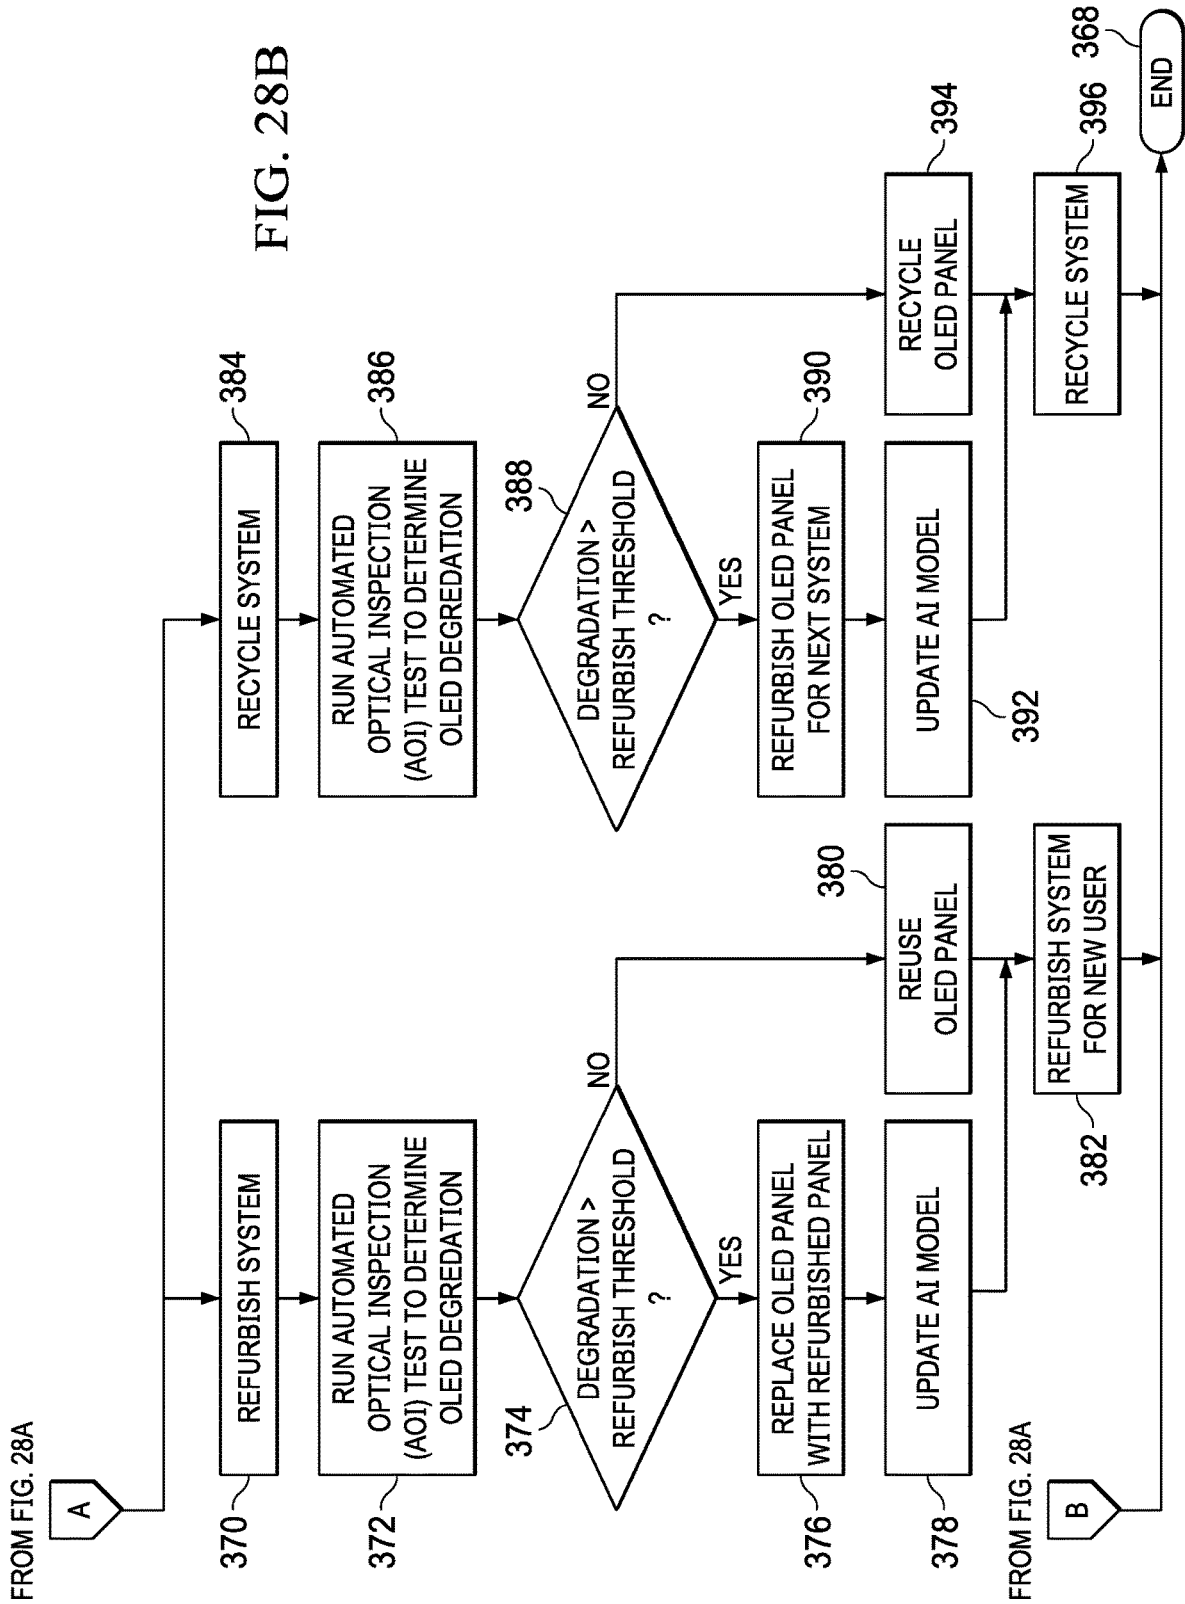 FIG. 28B
FROM FIG. 28A
A
370
REFURBISH SYSTEM
372
RUN AUTOMATED
OPTICAL INSPECTION
(AOI) TEST TO DETERMINE
OLED DEGREDATION
374
DEGRADATION >
REFURBISH THRESHOLD
?
NO
YES
376
REPLACE OLED PANEL
WITH REFURBISHED PANEL
378
UPDATE AI MODEL
380
REUSE
OLED PANEL
382
REFURBISH SYSTEM
FOR NEW USER
384
RECYCLE SYSTEM
386
RUN AUTOMATED
OPTICAL INSPECTION
(AOI) TEST TO DETERMINE
OLED DEGREDATION
388
DEGRADATION >
REFURBISH THRESHOLD
?
NO
YES
390
REFURBISH OLED PANEL
FOR NEXT SYSTEM
UPDATE AI MODEL
392
394
RECYCLE
OLED PANEL
396
RECYCLE SYSTEM
FROM FIG. 28A
B
368
END